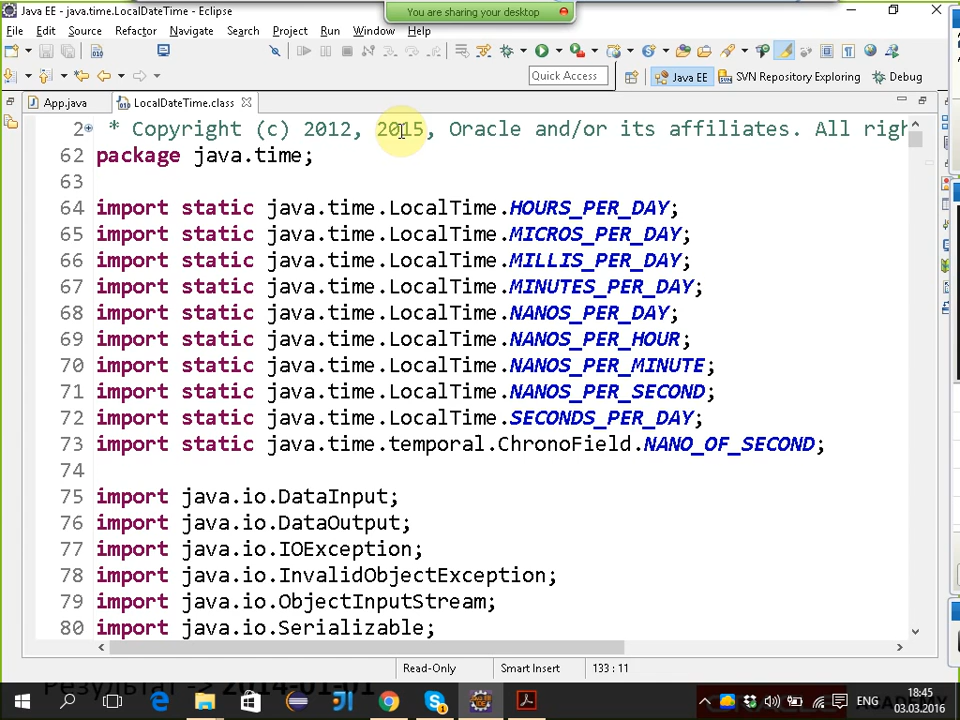 Java EE - java.time.LocalDateTime - Eclipse
You are sharing your desktop
File Edit Source Refactor Navigate Search Project Run Window Help
Quick Access
Java EE
SVN Repository Exploring
Debug
App.java
LocalDateTime.class
2 * Copyright (c) 2012, 2015, Oracle and/or its affiliates. All righ
62 package java.time;
63
64 import static java.time.LocalTime.HOURS_PER_DAY;
65 import static java.time.LocalTime.MICROS_PER_DAY;
66 import static java.time.LocalTime.MILLIS_PER_DAY;
67 import static java.time.LocalTime.MINUTES_PER_DAY;
68 import static java.time.LocalTime.NANOS_PER_DAY;
69 import static java.time.LocalTime.NANOS_PER_HOUR;
70 import static java.time.LocalTime.NANOS_PER_MINUTE;
71 import static java.time.LocalTime.NANOS_PER_SECOND;
72 import static java.time.LocalTime.SECONDS_PER_DAY;
73 import static java.time.temporal.ChronoField.NANO_OF_SECOND;
74
75 import java.io.DataInput;
76 import java.io.DataOutput;
77 import java.io.IOException;
78 import java.io.InvalidObjectException;
79 import java.io.ObjectInputStream;
80 import java.io.Serializable;
Read-Only
Smart Insert
133 : 11
Результат -> 2014-01-01
ENG
18:45
03.03.2016